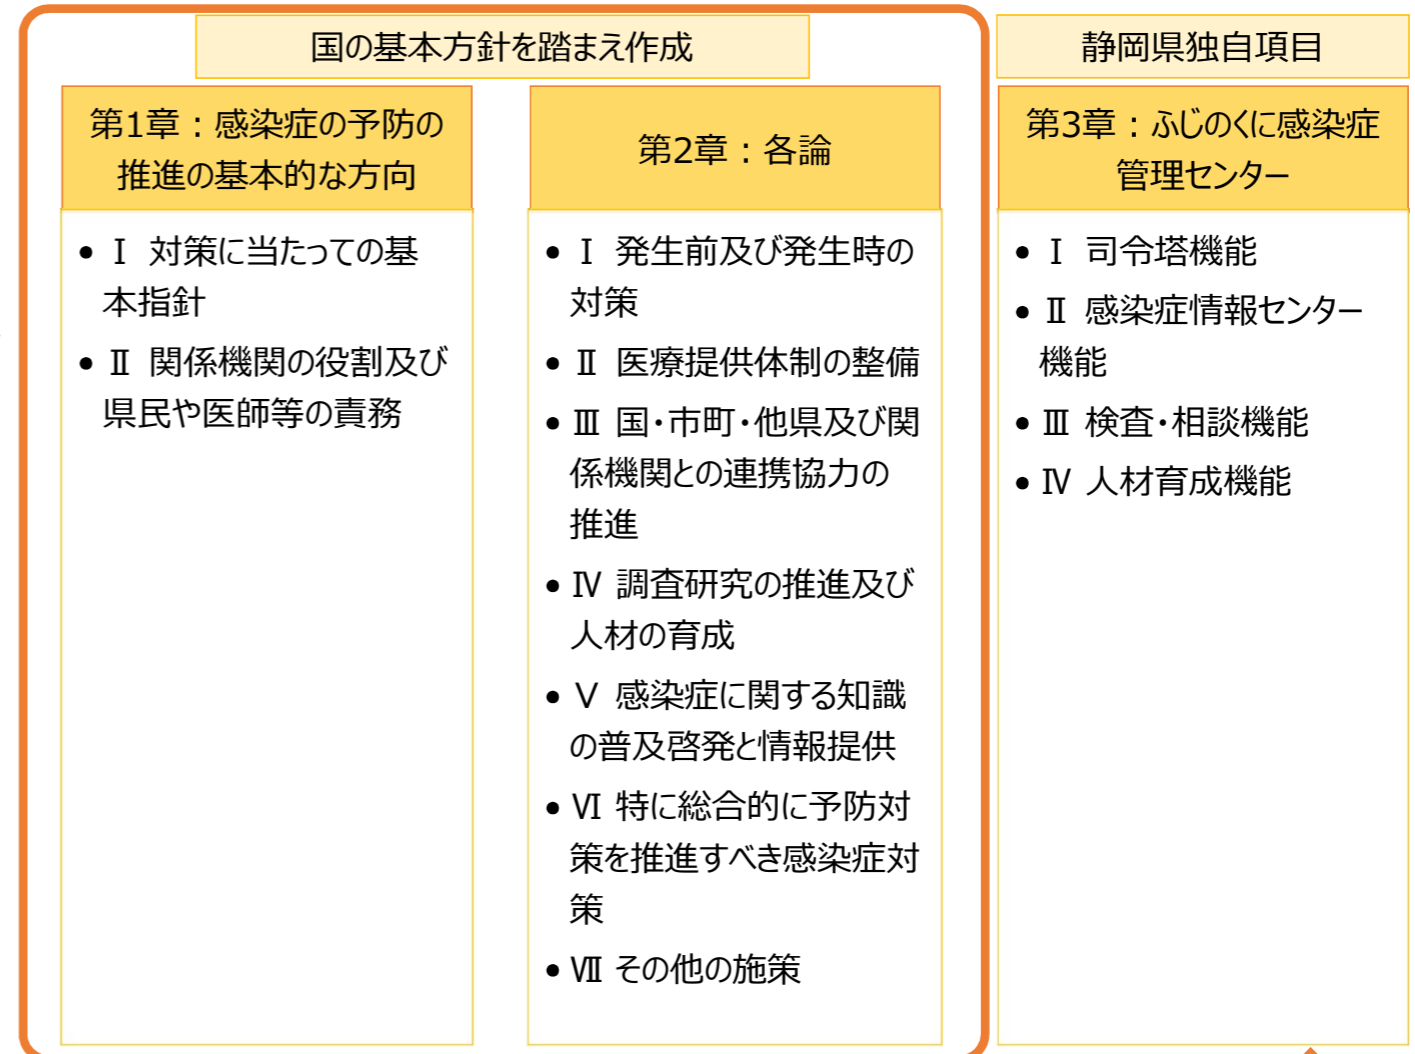 国の基本方針を踏まえ作成
第1章：感染症の予防の
推進の基本的な方向
• Ⅰ 対策に当たっての基
本指針
• Ⅱ 関係機関の役割及び
県民や医師等の責務
第2章：各論
• Ⅰ 発生前及び発生時の
対策
• Ⅱ 医療提供体制の整備
• Ⅲ 国・市町・他県及び関
係機関との連携協力の
推進
• Ⅳ 調査研究の推進及び
人材の育成
• Ⅴ 感染症に関する知識
の普及啓発と情報提供
• Ⅵ 特に総合的に予防対
策を推進すべき感染症対
策
• Ⅶ その他の施策
静岡県独自項目
第3章：ふじのくに感染症
管理センター
• Ⅰ 司令塔機能
• Ⅱ 感染症情報センター
機能
• Ⅲ 検査・相談機能
• Ⅳ 人材育成機能